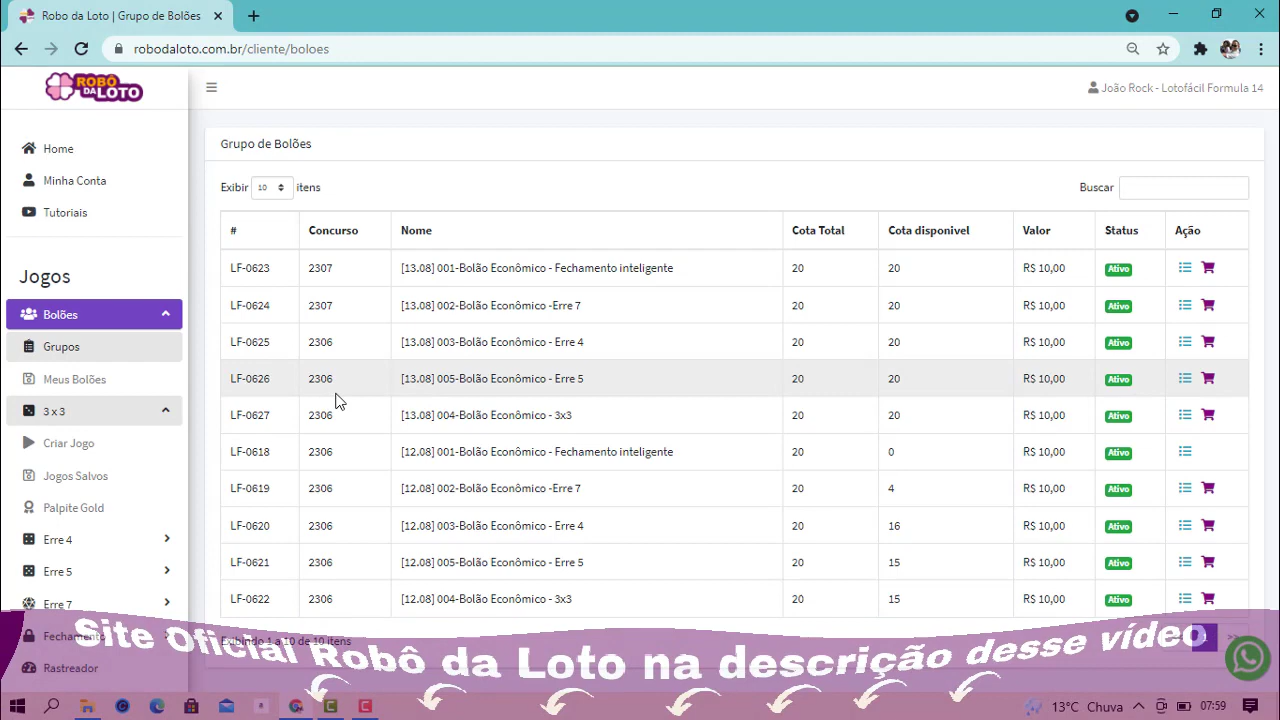 Robo da Loto | Grupo de Bolões
robodaloto.com.br/cliente/boloes
ROBÔ DA LOTO
João Rock - Lotofácil Formula 14
Home
Minha Conta
Tutoriais
Jogos
Bolões
Grupos
Meus Bolões
3 x 3
Criar Jogo
Jogos Salvos
Palpite Gold
Erre 4
Erre 5
Erre 7
Fechamento
Rastreador
Grupo de Bolões
Exibir 10 itens
Buscar
# Concurso Nome Cota Total Cota disponivel Valor Status Ação
LF-0623 2307 [13.08] 001-Bolão Econômico - Fechamento inteligente 20 20 R$ 10,00 Ativo
LF-0624 2307 [13.08] 002-Bolão Econômico -Erre 7 20 20 R$ 10,00 Ativo
LF-0625 2306 [13.08] 003-Bolão Econômico - Erre 4 20 20 R$ 10,00 Ativo
LF-0626 2306 [13.08] 005-Bolão Econômico - Erre 5 20 20 R$ 10,00 Ativo
LF-0627 2306 [13.08] 004-Bolão Econômico - 3x3 20 20 R$ 10,00 Ativo
LF-0618 2306 [12.08] 001-Bolão Econômico - Fechamento inteligente 20 0 R$ 10,00 Ativo
LF-0619 2306 [12.08] 002-Bolão Econômico -Erre 7 20 4 R$ 10,00 Ativo
LF-0620 2306 [12.08] 003-Bolão Econômico - Erre 4 20 16 R$ 10,00 Ativo
LF-0621 2306 [12.08] 005-Bolão Econômico - Erre 5 20 15 R$ 10,00 Ativo
LF-0622 2306 [12.08] 004-Bolão Econômico - 3x3 20 15 R$ 10,00 Ativo
Exibindo 1 a 10 de 10 itens
Site Oficial Robô da Loto na descrição desse vídeo
13°C Chuva 07:59